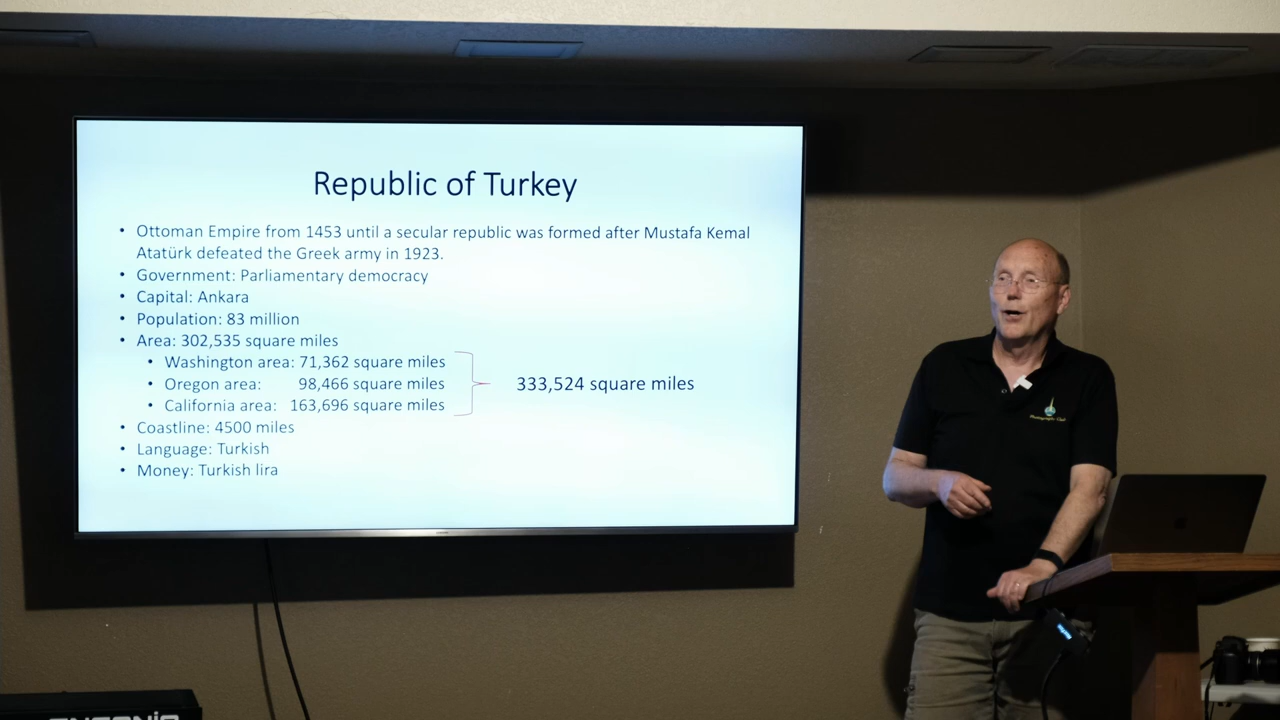 Republic of Turkey
• Ottoman Empire from 1453 until a secular republic was formed after Mustafa Kemal
Atatürk defeated the Greek army in 1923.
• Government: Parliamentary democracy
• Capital: Ankara
• Population: 83 million
• Area: 302,535 square miles
• Washington area: 71,362 square miles
• Oregon area: 98,466 square miles
333,524 square miles
• California area: 163,696 square miles
• Coastline: 4500 miles
• Language: Turkish
• Money: Turkish lira